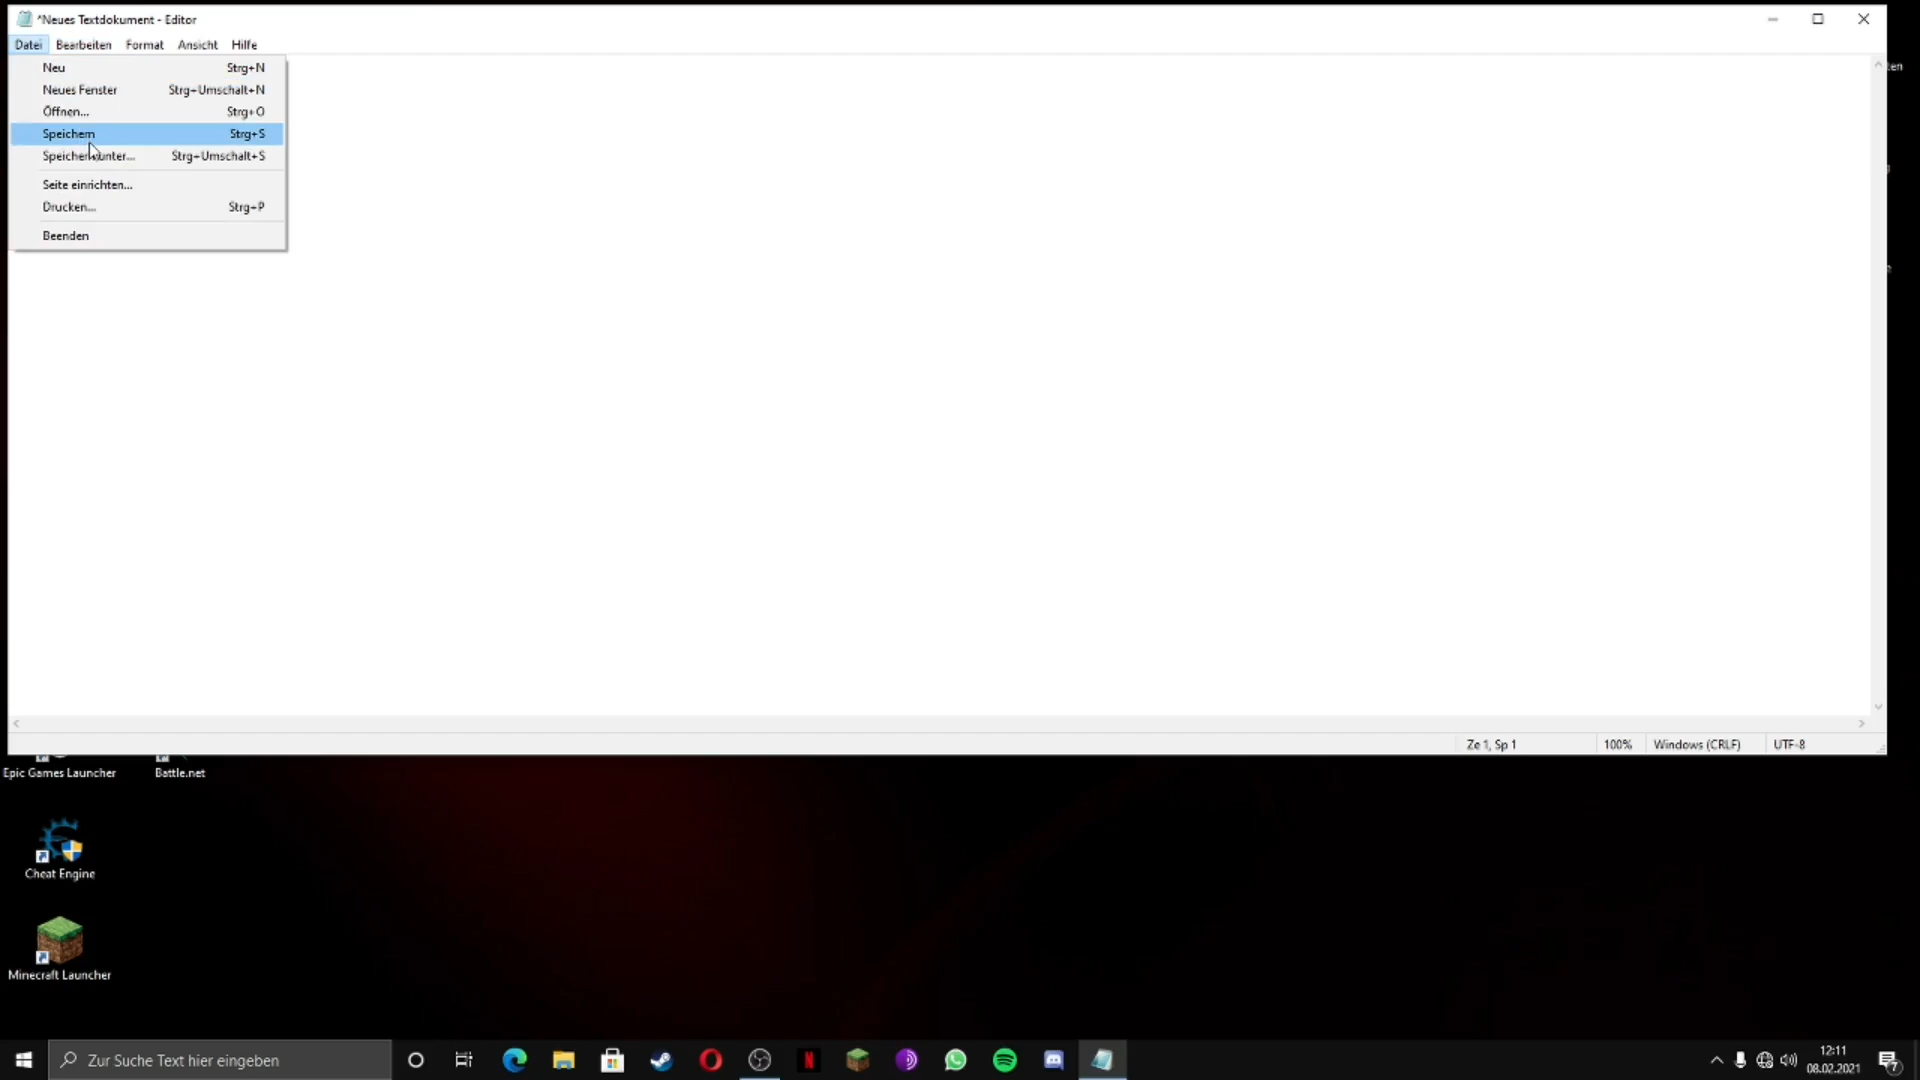 *Neues Textdokument - Editor
Datei Bearbeiten Format Ansicht Hilfe
Neu Strg+N
Neues Fenster Strg+Umschalt+N
Öffnen... Strg+O
Speichern Strg+S
Speichern unter... Strg+Umschalt+S
Seite einrichten...
Drucken... Strg+P
Beenden
Ze 1, Sp 1 100% Windows (CRLF) UTF-8
Epic Games Launcher Battle.net
Cheat Engine
Minecraft Launcher
Zur Suche Text hier eingeben
12:11
08.02.2021
7